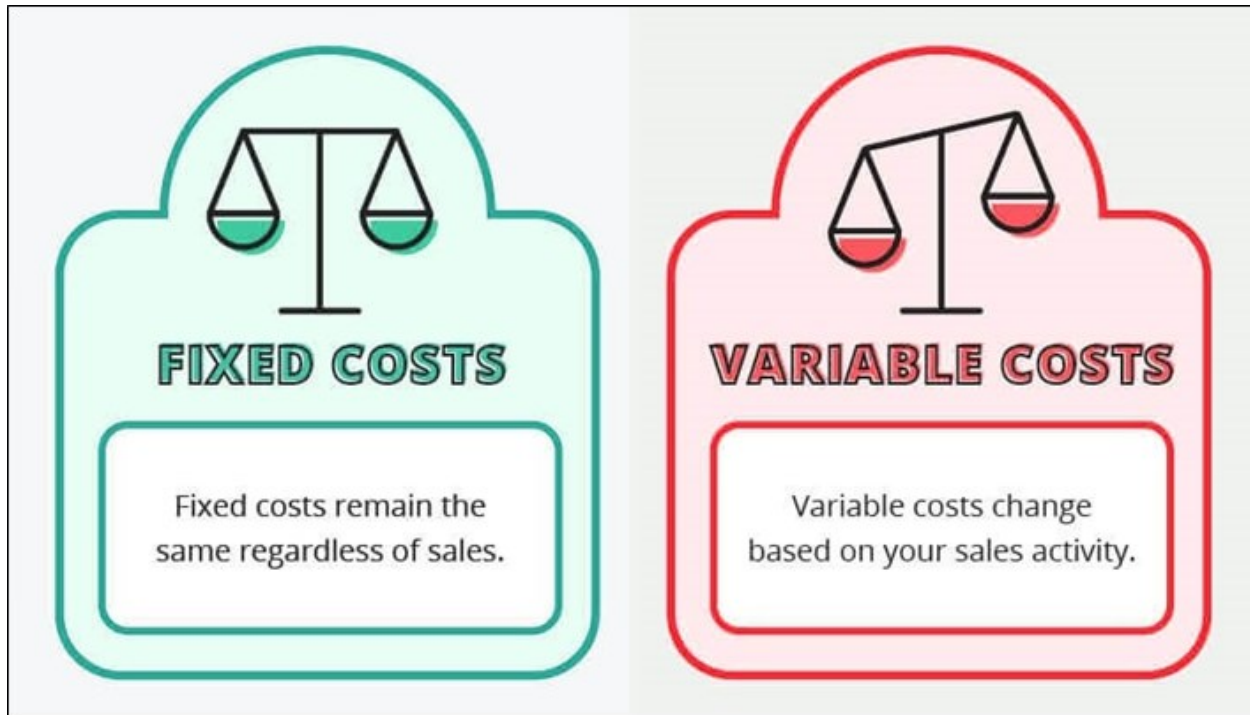 FIXED COSTS
Fixed costs remain the
same regardless of sales.
VARIABLE COSTS
Variable costs change
based on your sales activity.